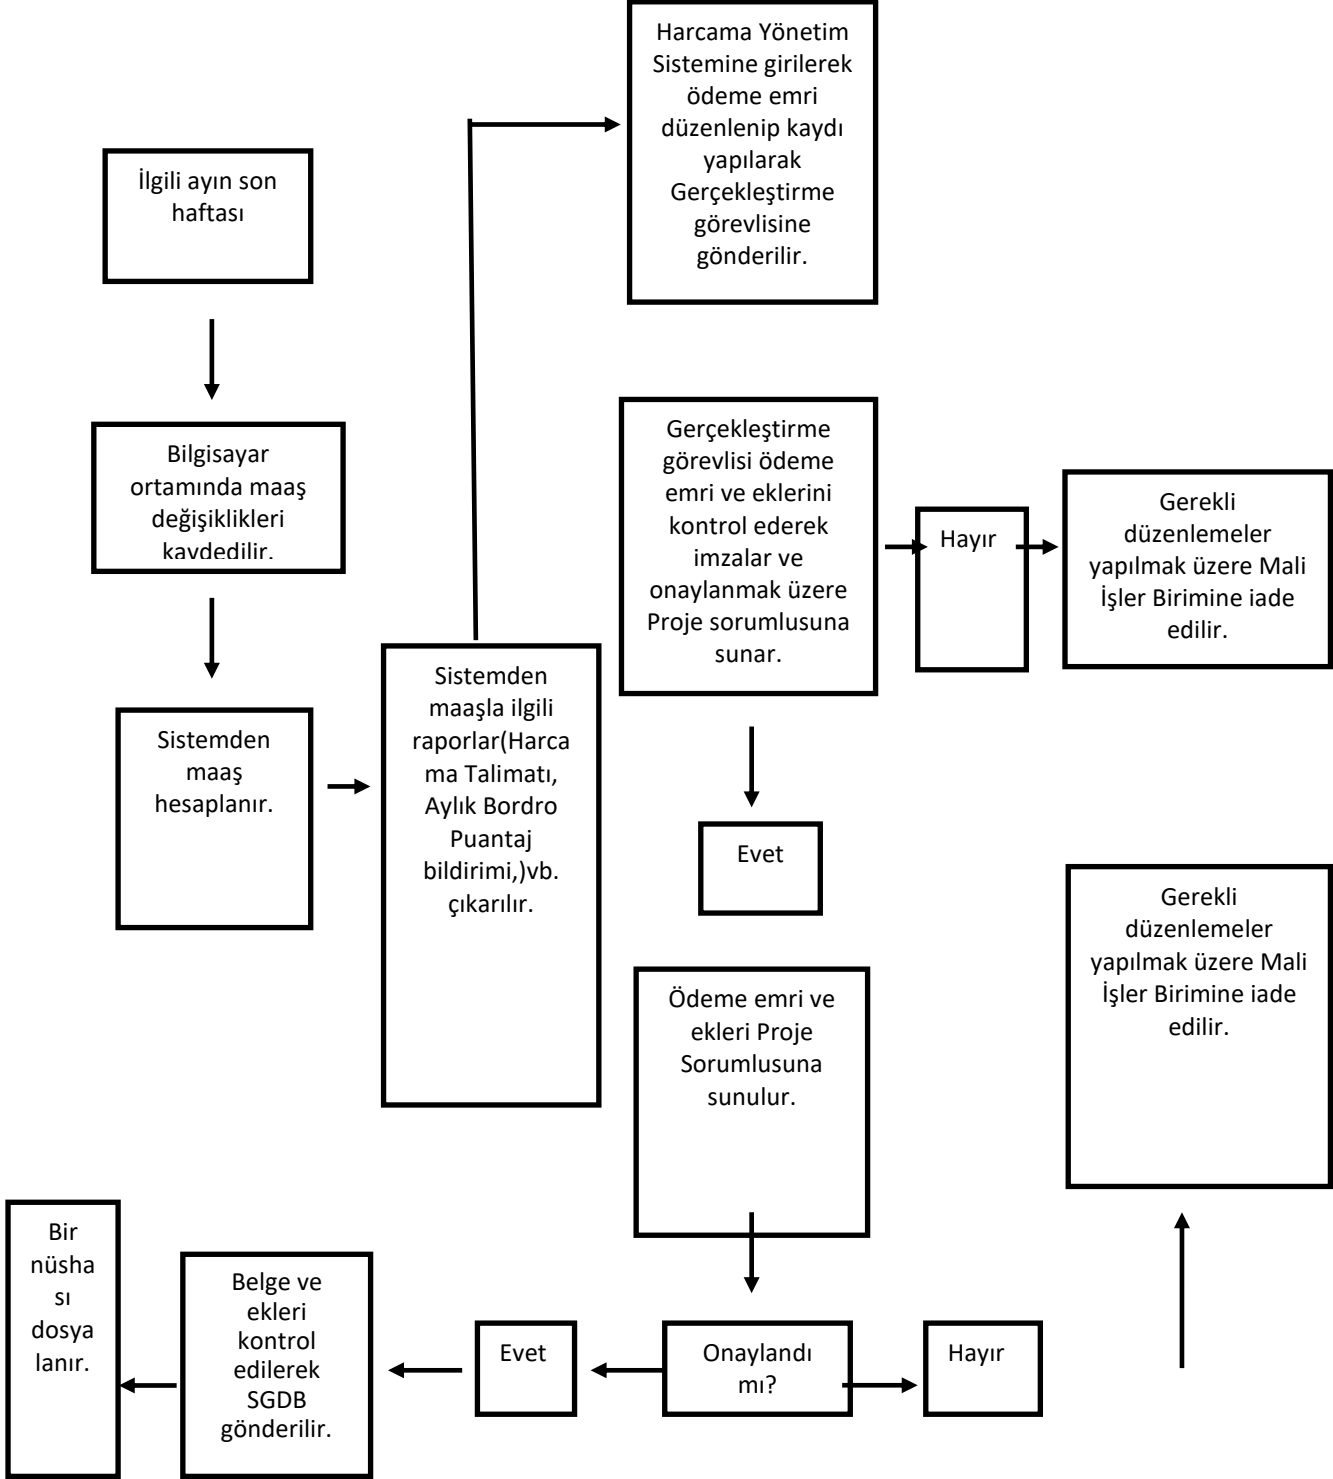 İlgili ayın son
haftası
Bilgisayar
ortamında maaş
değişiklikleri
kaydedilir.
Sistemden
maaş
hesaplanır.
Sistemden
maaşla ilgili
raporlar(Harca
ma Talimatı,
Aylık Bordro
Puantaj
bildirimi,)vb.
çıkarılır.
Harcama Yönetim
Sistemine girilerek
ödeme emri
düzenlenip kaydı
yapılarak
Gerçekleştirme
görevlisine
gönderilir.
Gerçekleştirme
görevlisi ödeme
emri ve eklerini
kontrol ederek
imzalar ve
onaylanmak üzere
Proje sorumlusuna
sunar.
Hayır
Gerekli
düzenlemeler
yapılmak üzere Mali
İşler Birimine iade
edilir.
Evet
Ödeme emri ve
ekleri Proje
Sorumlusuna
sunulur.
Onaylandı
mı?
Hayır
Gerekli
düzenlemeler
yapılmak üzere Mali
İşler Birimine iade
edilir.
Evet
Belge ve
ekleri
kontrol
edilerek
SGDB
gönderilir.
Bir
nüsha
sı
dosya
lanır.